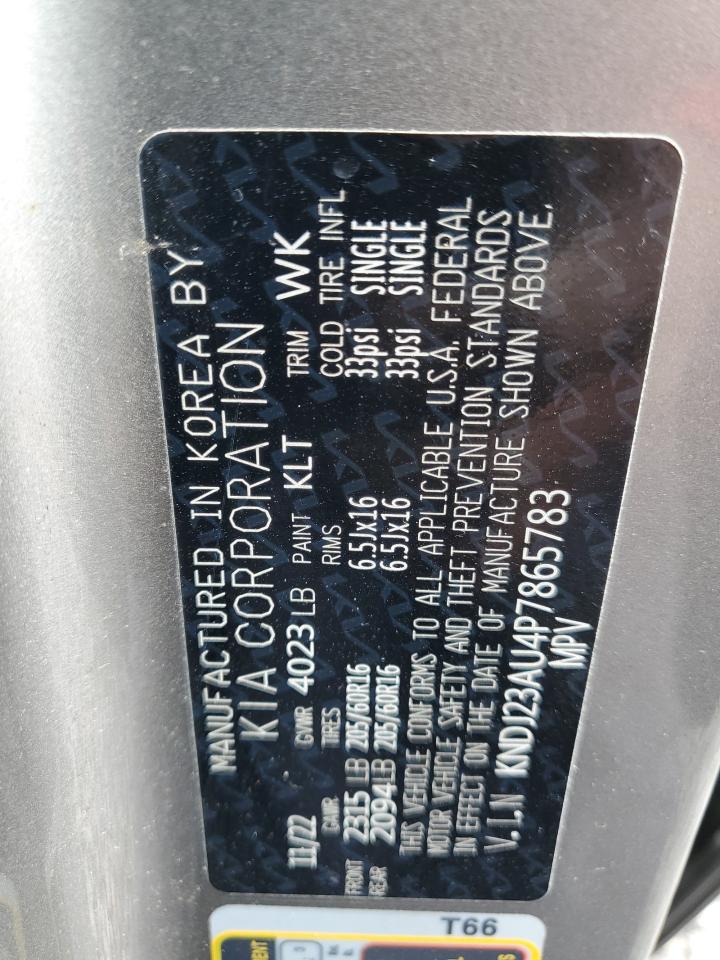 MANUFACTURED IN KOREA BY
KIA CORPORATION
11/22 GVWR 4023 LB PAINT KLT TRIM WK
GAWR TIRES RIMS COLD TIRE INFL
FRONT 2315 LB 205/60R16 6.5Jx16 33psi SINGLE
REAR 2094 LB 205/60R16 6.5Jx16 33psi SINGLE
THIS VEHICLE CONFORMS TO ALL APPLICABLE U.S.A. FEDERAL
MOTOR VEHICLE SAFETY AND THEFT PREVENTION STANDARDS
IN EFFECT ON THE DATE OF MANUFACTURE SHOWN ABOVE.
V.I.N KNDJ23AU4P7865783
MPV
T66